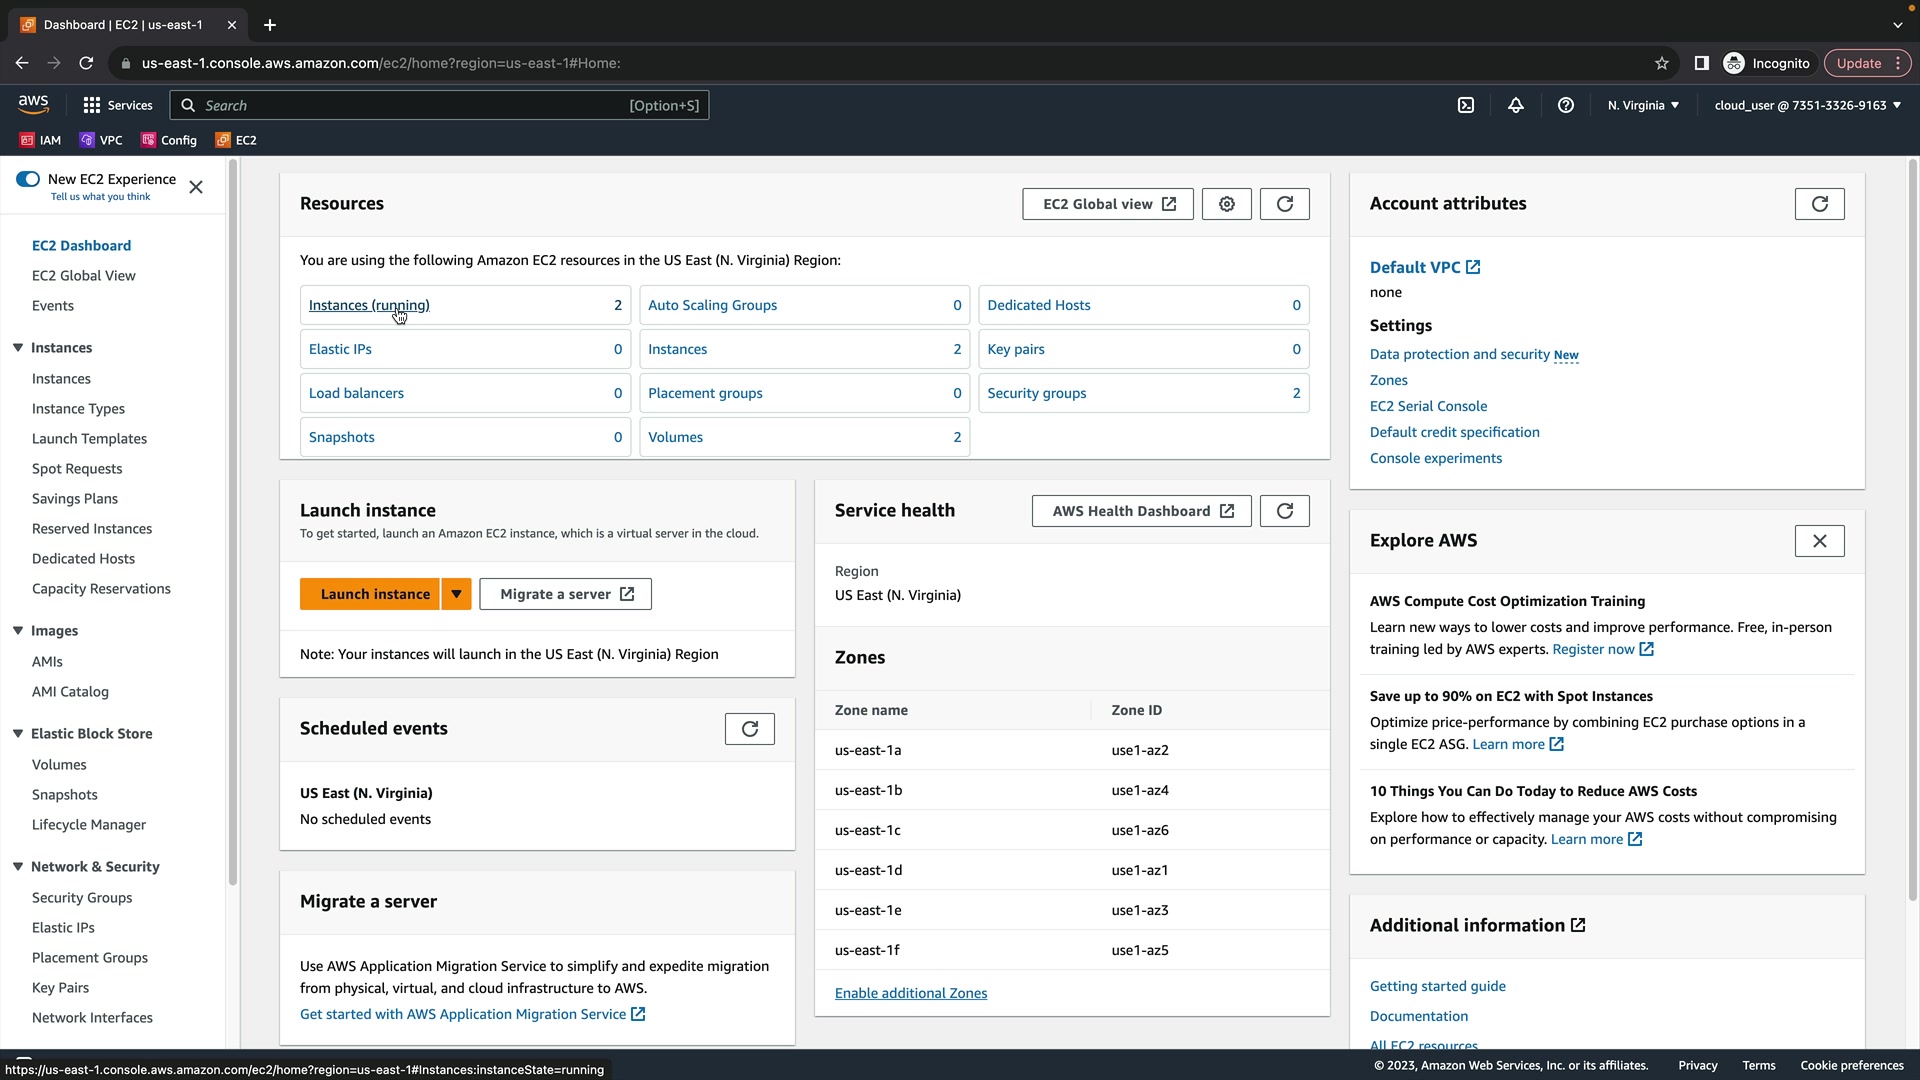 Dashboard | EC2 | us-east-1
us-east-1.console.aws.amazon.com/ec2/home?region=us-east-1#Home:
Incognito
Update
aws
Services
Search
[Option+S]
N. Virginia
cloud_user @ 7351-3326-9163
IAM
VPC
Config
EC2
New EC2 Experience
Tell us what you think
EC2 Dashboard
EC2 Global View
Events
Instances
Instances
Instance Types
Launch Templates
Spot Requests
Savings Plans
Reserved Instances
Dedicated Hosts
Capacity Reservations
Images
AMIs
AMI Catalog
Elastic Block Store
Volumes
Snapshots
Lifecycle Manager
Network & Security
Security Groups
Elastic IPs
Placement Groups
Key Pairs
Network Interfaces
Resources
EC2 Global view
You are using the following Amazon EC2 resources in the US East (N. Virginia) Region:
Instances (running) 2
Auto Scaling Groups 0
Dedicated Hosts 0
Elastic IPs 0
Instances 2
Key pairs 0
Load balancers 0
Placement groups 0
Security groups 2
Snapshots 0
Volumes 2
Launch instance
To get started, launch an Amazon EC2 instance, which is a virtual server in the cloud.
Launch instance
Migrate a server
Note: Your instances will launch in the US East (N. Virginia) Region
Scheduled events
US East (N. Virginia)
No scheduled events
Migrate a server
Use AWS Application Migration Service to simplify and expedite migration
from physical, virtual, and cloud infrastructure to AWS.
Get started with AWS Application Migration Service
Service health
AWS Health Dashboard
Region
US East (N. Virginia)
Zones
Zone name Zone ID
us-east-1a use1-az2
us-east-1b use1-az4
us-east-1c use1-az6
us-east-1d use1-az1
us-east-1e use1-az3
us-east-1f use1-az5
Enable additional Zones
Account attributes
Default VPC
none
Settings
Data protection and security New
Zones
EC2 Serial Console
Default credit specification
Console experiments
Explore AWS
AWS Compute Cost Optimization Training
Learn new ways to lower costs and improve performance. Free, in-person
training led by AWS experts. Register now
Save up to 90% on EC2 with Spot Instances
Optimize price-performance by combining EC2 purchase options in a
single EC2 ASG. Learn more
10 Things You Can Do Today to Reduce AWS Costs
Explore how to effectively manage your AWS costs without compromising
on performance or capacity. Learn more
Additional information
Getting started guide
Documentation
All EC2 resources
https://us-east-1.console.aws.amazon.com/ec2/home?region=us-east-1#Instances:instanceState=running
© 2023, Amazon Web Services, Inc. or its affiliates.
Privacy
Terms
Cookie preferences